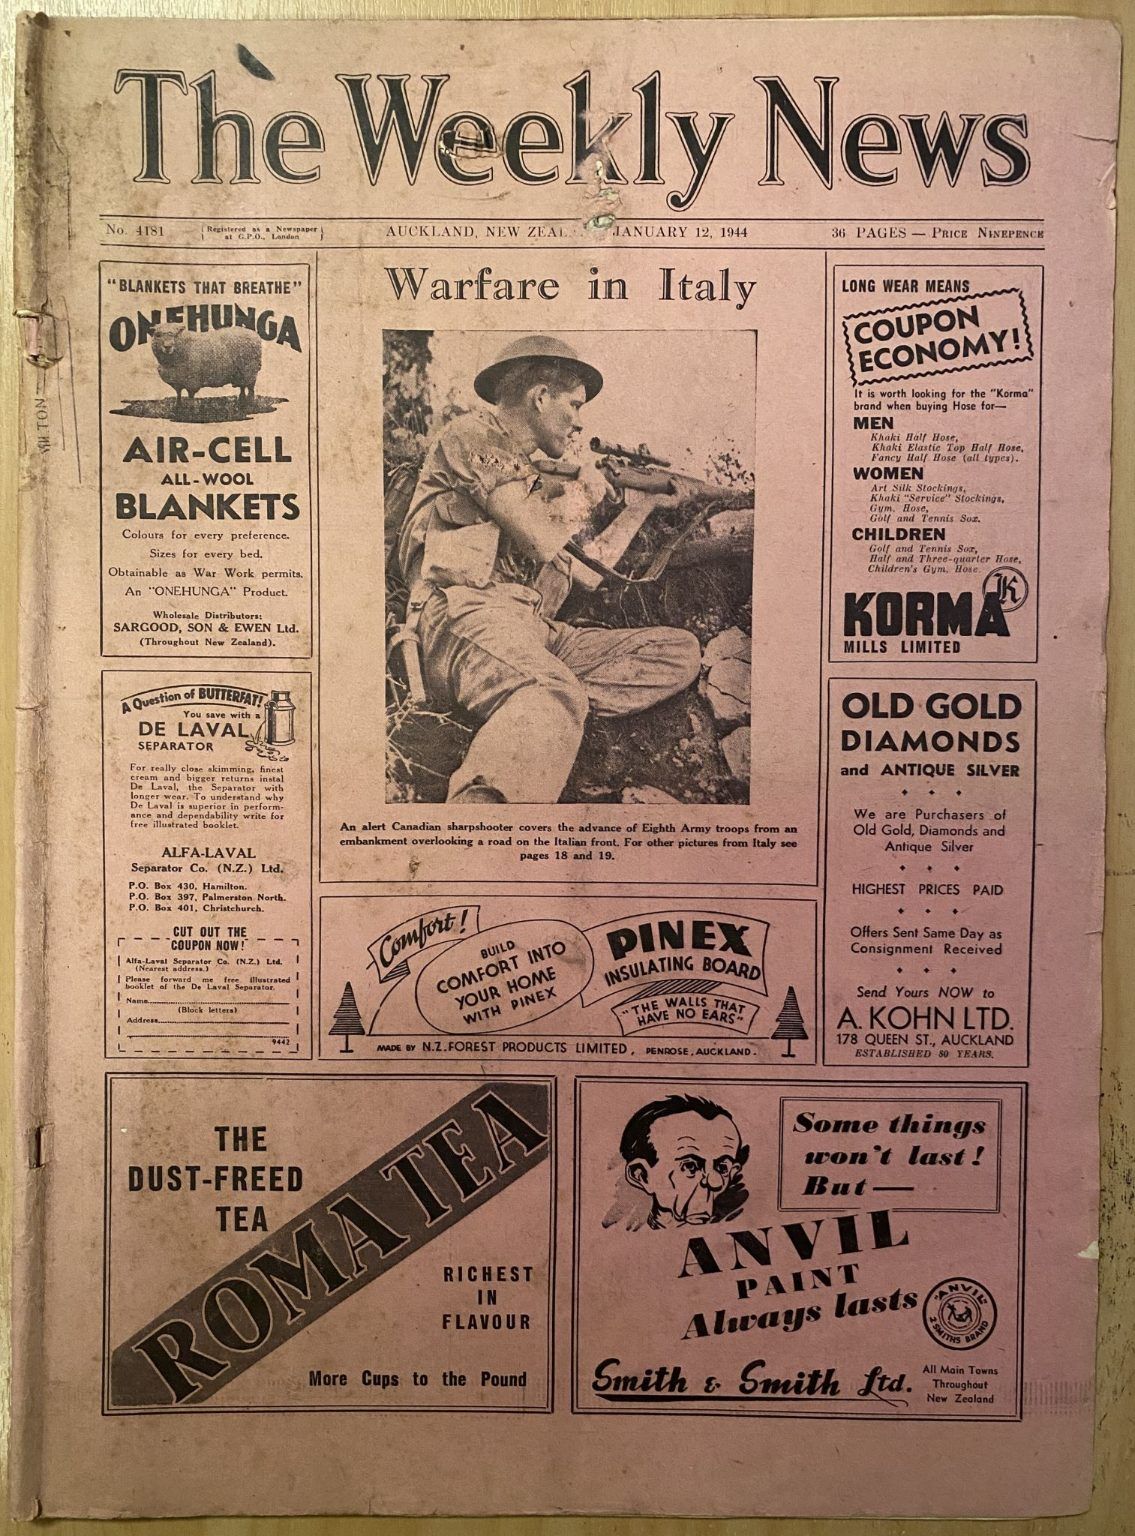 The Weekly News
No. 4181
Registered as a Newspaper
at G.P.O., London
AUCKLAND, NEW ZEAL JANUARY 12, 1944
36 PAGES — PRICE NINEPENCE
"BLANKETS THAT BREATHE"
ONEHUNGA
AIR-CELL
ALL-WOOL
BLANKETS
Colours for every preference.
Sizes for every bed.
Obtainable as War Work permits.
An "ONEHUNGA" Product.
Wholesale Distributors:
SARGOOD, SON & EWEN Ltd.
(Throughout New Zealand).
A Question of BUTTERFAT!
You save with a
DE LAVAL
SEPARATOR
For really close skimming, finest
cream and bigger returns instal
De Laval, the Separator with
longer wear. To understand why
De Laval is superior in perform-
ance and dependability write for
free illustrated booklet.
ALFA-LAVAL
Separator Co. (N.Z.) Ltd.
P.O. Box 430, Hamilton.
P.O. Box 397, Palmerston North.
P.O. Box 401, Christchurch.
CUT OUT THE
COUPON NOW!
Alfa-Laval Separator Co. (N.Z.) Ltd.
(Nearest address.)
Please forward me free illustrated
booklet of the De Laval Separator.
Name
(Block letters)
Address
9442
Warfare in Italy
An alert Canadian sharpshooter covers the advance of Eighth Army troops from an
embankment overlooking a road on the Italian front. For other pictures from Italy see
pages 18 and 19.
Comfort!
BUILD
COMFORT INTO
YOUR HOME
WITH PINEX
PINEX
INSULATING BOARD
"THE WALLS THAT
HAVE NO EARS"
MADE BY N.Z. FOREST PRODUCTS LIMITED, PENROSE, AUCKLAND.
LONG WEAR MEANS
COUPON
ECONOMY!
It is worth looking for the "Korma"
brand when buying Hose for—
MEN
Khaki Half Hose,
Khaki Elastic Top Half Hose,
Fancy Half Hose (all types).
WOMEN
Art Silk Stockings,
Khaki "Service" Stockings,
Gym. Hose,
Golf and Tennis Sox.
CHILDREN
Golf and Tennis Sox,
Half and Three-quarter Hose,
Children's Gym. Hose.
K
KORMA
MILLS LIMITED
OLD GOLD
DIAMONDS
and ANTIQUE SILVER
We are Purchasers of
Old Gold, Diamonds and
Antique Silver
HIGHEST PRICES PAID
Offers Sent Same Day as
Consignment Received
Send Yours NOW to
A. KOHN LTD.
178 QUEEN ST., AUCKLAND
ESTABLISHED 80 YEARS.
THE
DUST-FREED
TEA
ROMA TEA
RICHEST
IN
FLAVOUR
More Cups to the Pound
Some things
won't last!
But—
ANVIL
PAINT
Always lasts
"ANVIL"
2 SMITHS BRAND
Smith & Smith Ltd.
All Main Towns
Throughout
New Zealand